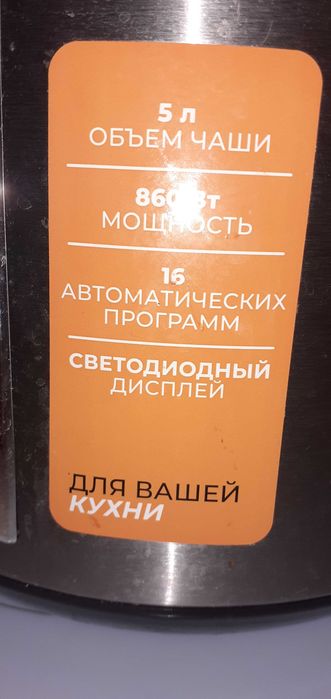 5 л
ОБЪЕМ ЧАШИ
860 Вт
МОЩНОСТЬ
16
АВТОМАТИЧЕСКИХ
ПРОГРАММ
СВЕТОДИОДНЫЙ
ДИСПЛЕЙ
ДЛЯ ВАШЕЙ
КУХНИ